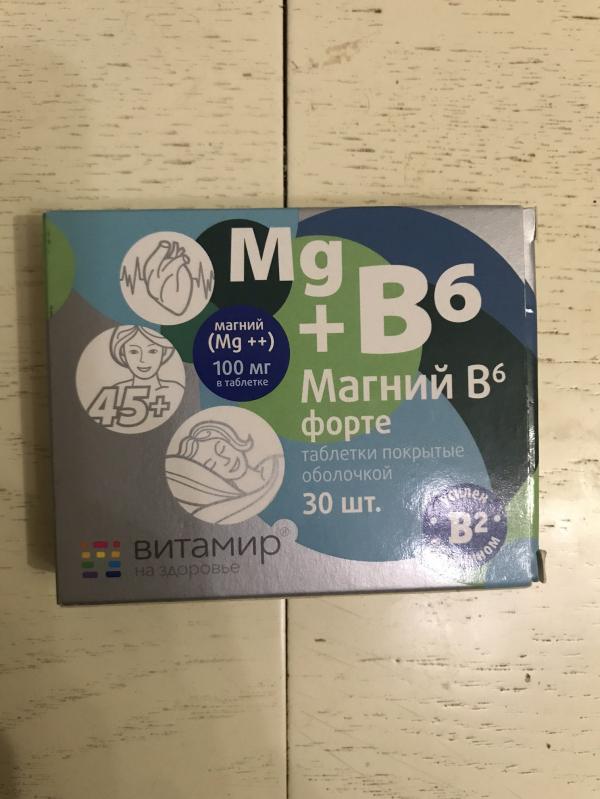 Mg
+ B6
магний
(Mg ++)
100 мг
в таблетке
Магний B6
форте
таблетки покрытые
оболочкой
30 шт.
45+
B2
витамир®
на здоровье